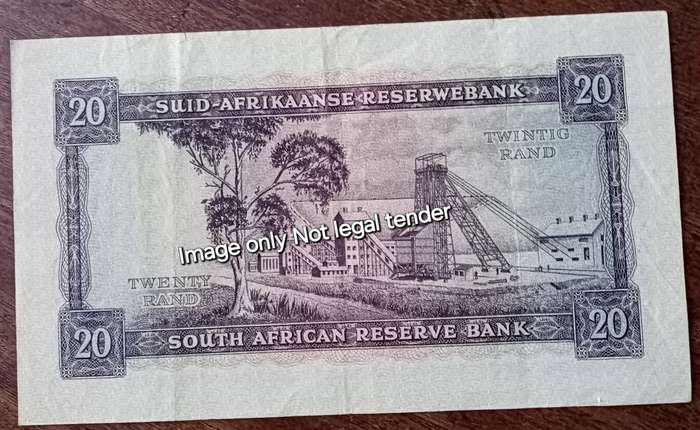 20
20
SUID-AFRIKAANSE RESERWEBANK
TWINTIG
RAND
Image only Not legal tender
TWENTY
RAND
SOUTH AFRICAN RESERVE BANK
20
20